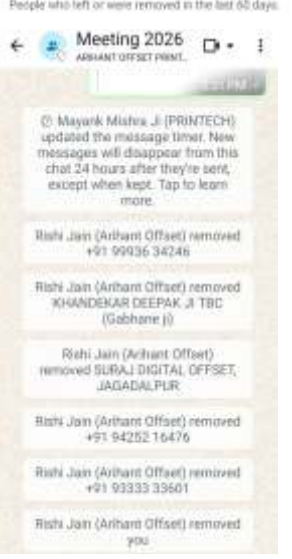 People who left or were removed in the last 60 days.
Meeting 2026
ARIHANT OFFSET PRINT..
Mayank Mishra Ji (PRINTECH)
updated the message timer. New
messages will disappear from this
chat 24 hours after they're sent,
except when kept. Tap to learn
more.
Rishi Jain (Arihant Offset) removed
+91 99936 34246
Rishi Jain (Arihant Offset) removed
KHANDEKAR DEEPAK JI TBC
(Gabhane ji)
Rishi Jain (Arihant Offset)
removed SURAJ DIGITAL OFFSET,
JAGADALPUR
Rishi Jain (Arihant Offset) removed
+91 94252 16476
Rishi Jain (Arihant Offset) removed
+91 93333 33601
Rishi Jain (Arihant Offset) removed
you